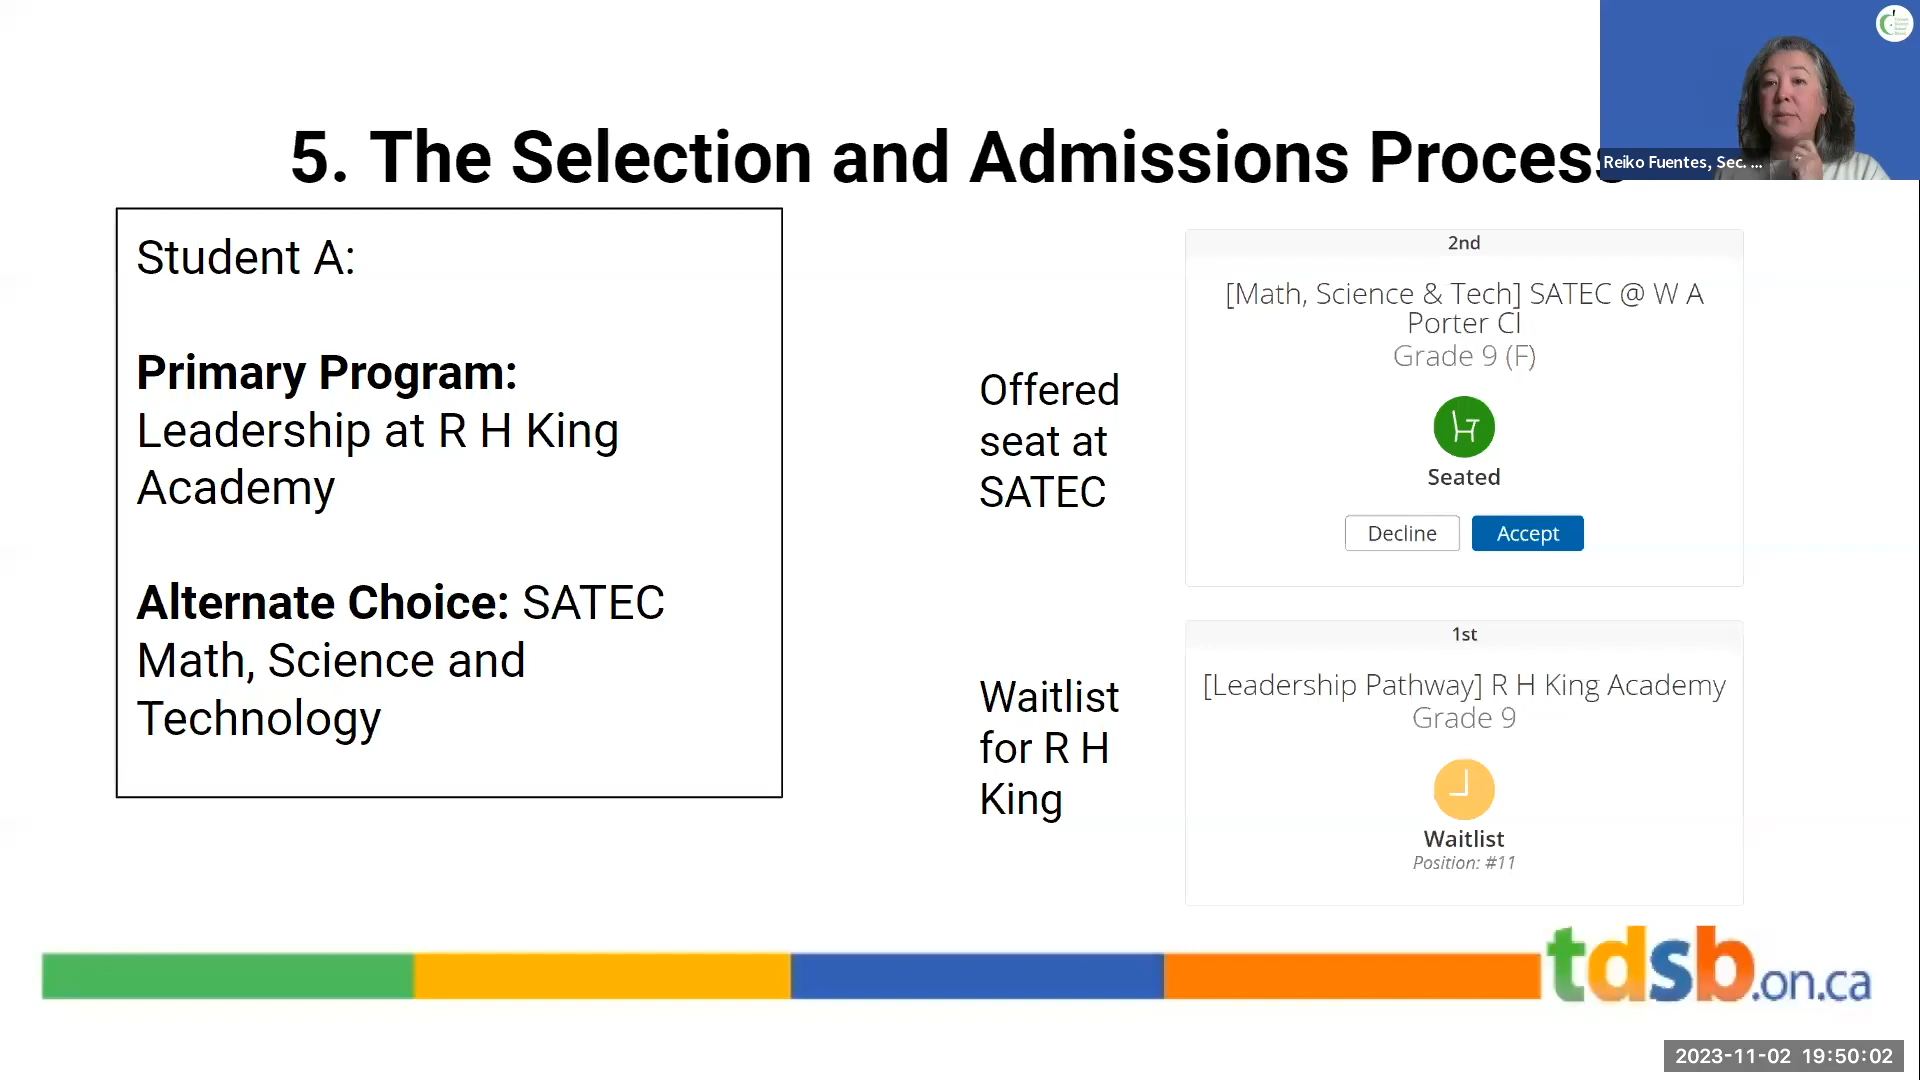 5. The Selection and Admissions Process
Reiko Fuentes, Sec. ...
Student A:
Primary Program:
Leadership at R H King
Academy
Alternate Choice: SATEC
Math, Science and
Technology
Offered
seat at
SATEC
2nd
[Math, Science & Tech] SATEC @ W A
Porter CI
Grade 9 (F)
Seated
Decline
Accept
Waitlist
for R H
King
1st
[Leadership Pathway] R H King Academy
Grade 9
Waitlist
Position: #11
tdsb.on.ca
2023-11-02 19:50:02